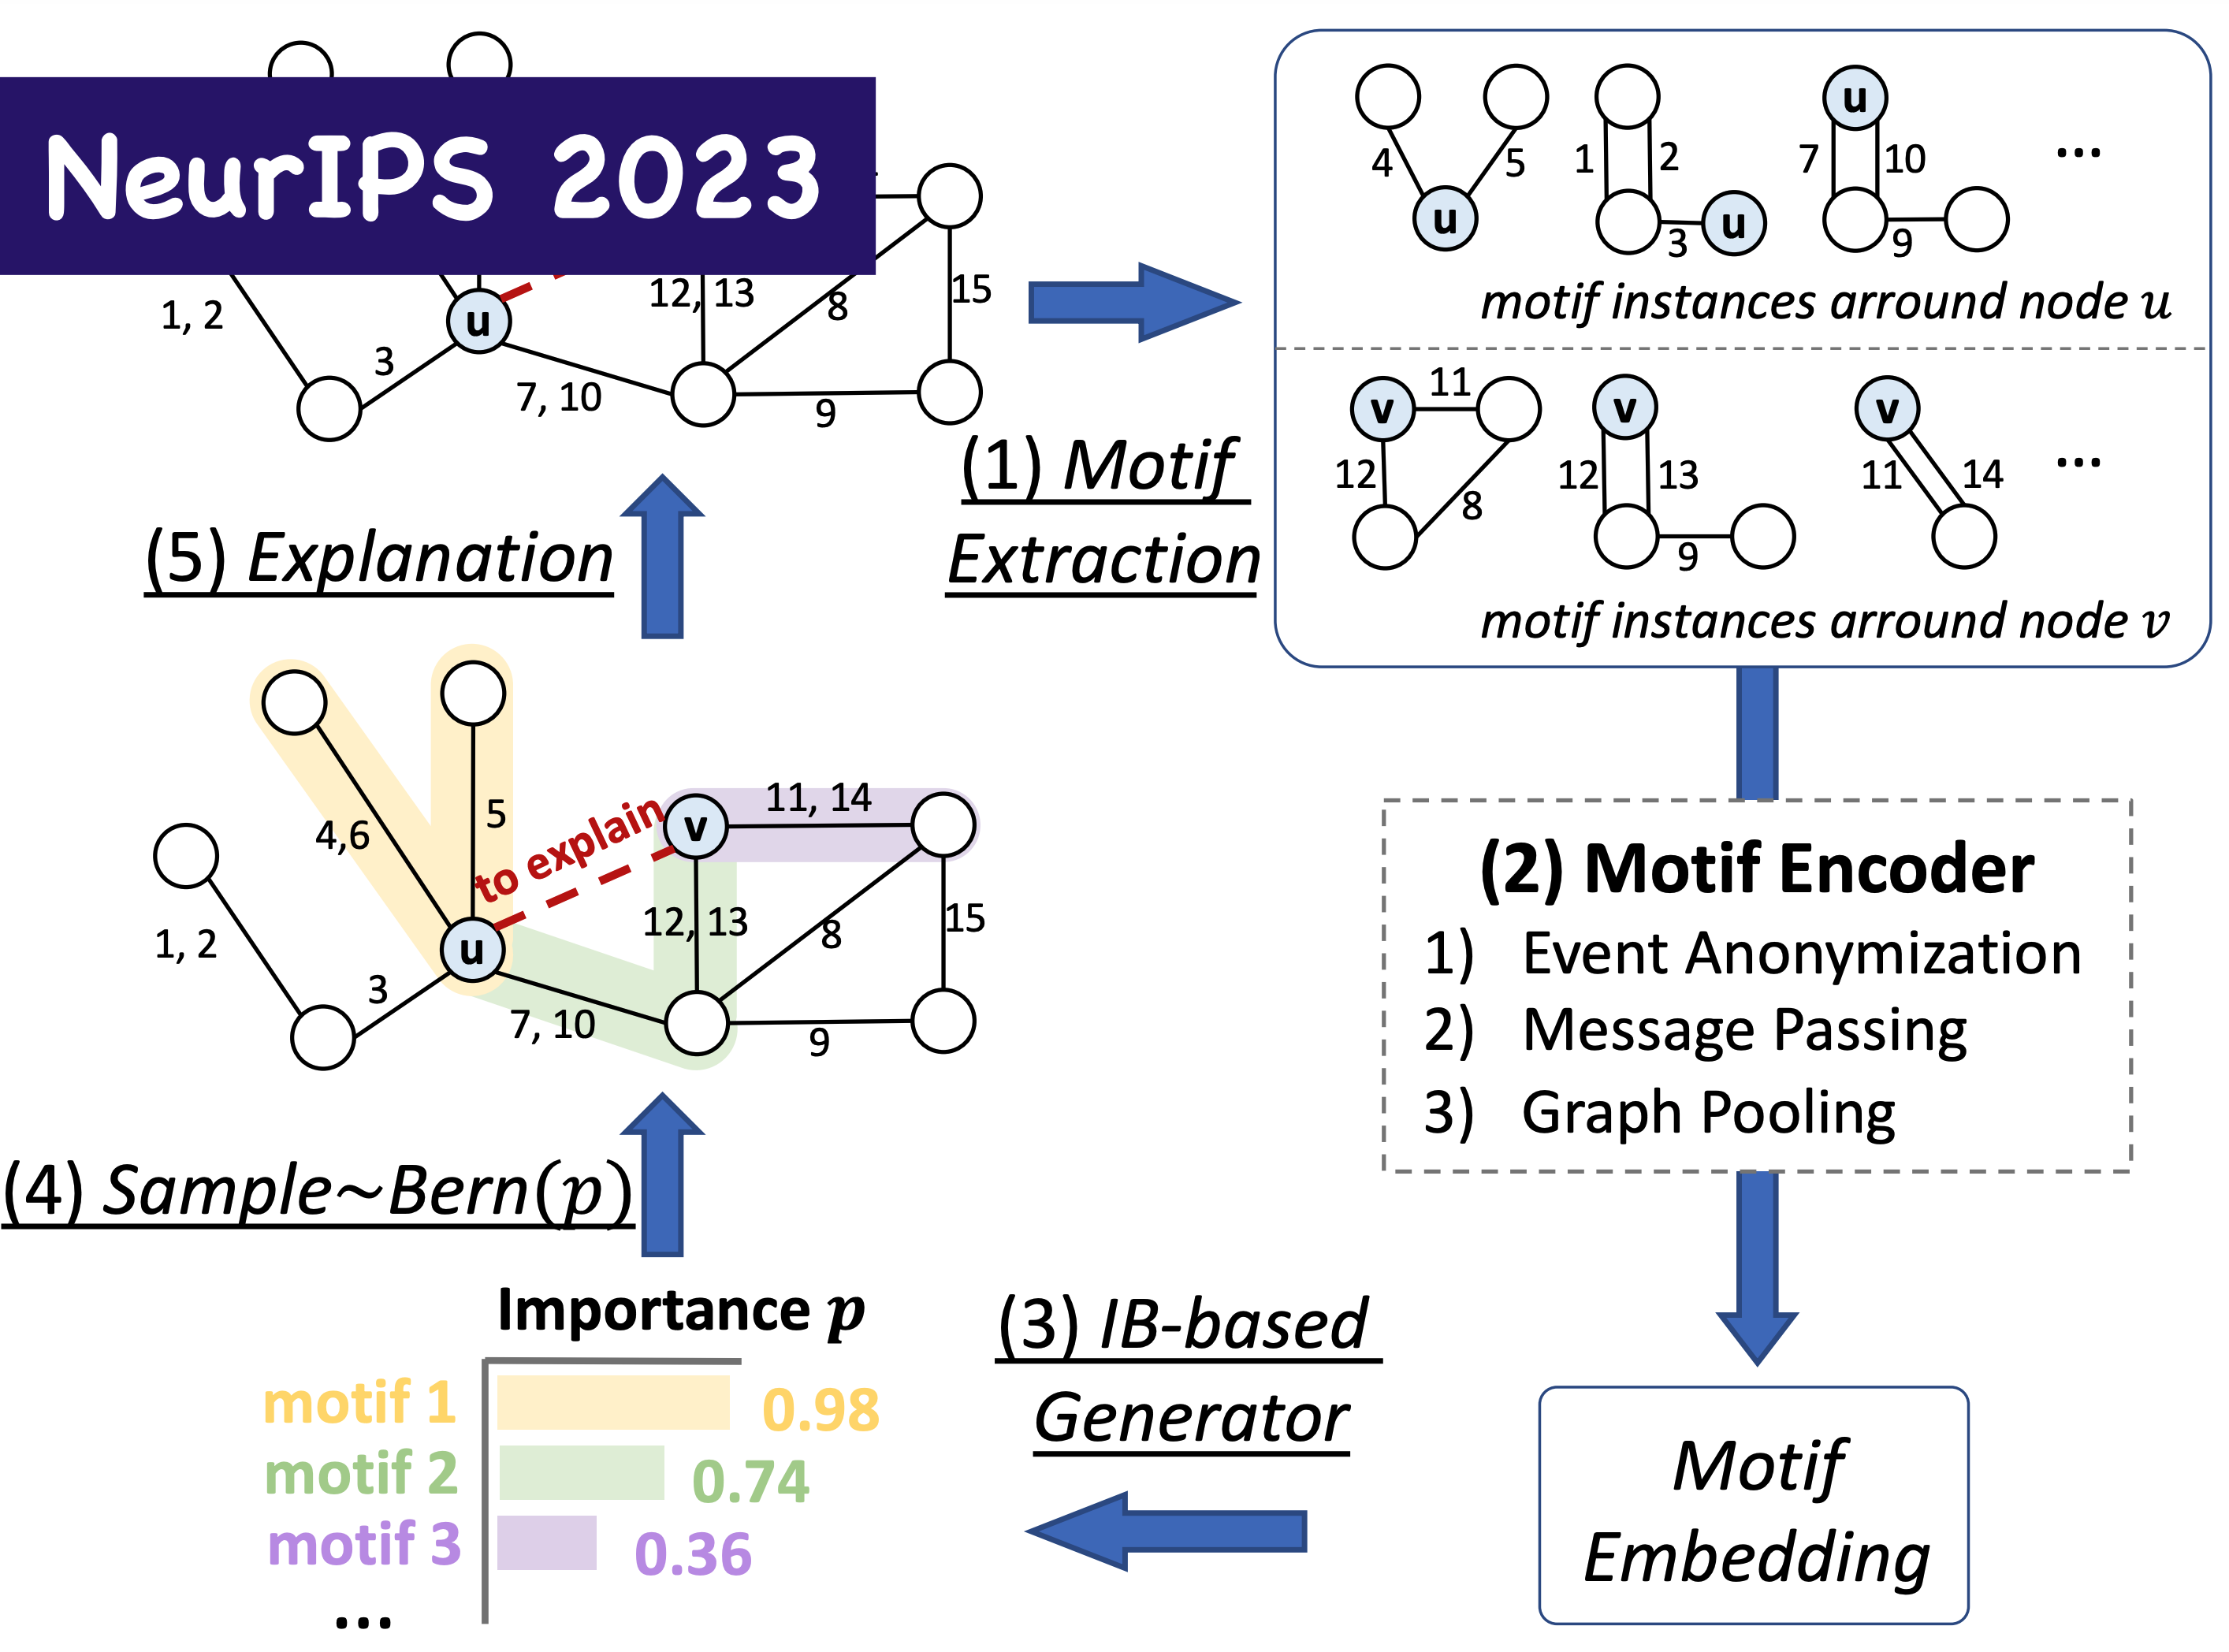 NeurIPS 2023
1, 2
3
u
7, 10
12, 13
8
15
9
(1) Motif
Extraction
4
5
u
1
2
3
u
u
7
10
9
...
motif instances arround node u
v
11
12
8
v
12
13
9
v
11
14
...
motif instances arround node v
(2) Motif Encoder
1) Event Anonymization
2) Message Passing
3) Graph Pooling
Motif
Embedding
(3) IB-based
Generator
Importance p
motif 1 0.98
motif 2 0.74
motif 3 0.36
...
(4) Sample~Bern(p)
4,6
5
to explain
v
11, 14
1, 2
3
u
7, 10
12, 13
8
15
9
(5) Explanation